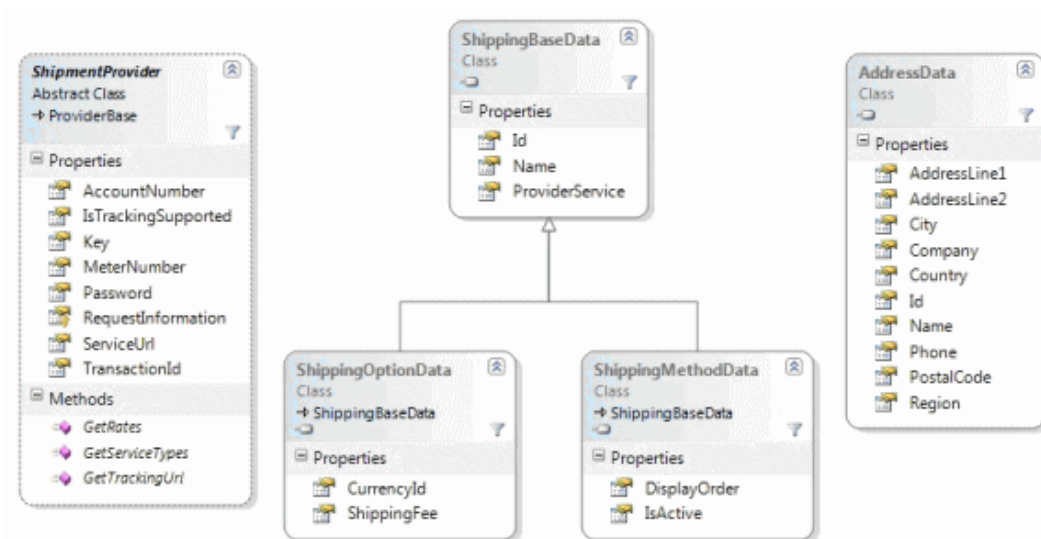 ShipmentProvider
Abstract Class
ProviderBase
Properties
AccountNumber
IsTrackingSupported
Key
MeterNumber
Password
RequestInformation
ServiceUrl
TransactionId
Methods
GetRates
GetServiceTypes
GetTrackingUrl
ShippingBaseData
Class
Properties
Id
Name
ProviderService
ShippingOptionData
Class
ShippingBaseData
Properties
CurrencyId
ShippingFee
ShippingMethodData
Class
ShippingBaseData
Properties
DisplayOrder
IsActive
AddressData
Class
Properties
AddressLine1
AddressLine2
City
Company
Country
Id
Name
Phone
PostalCode
Region